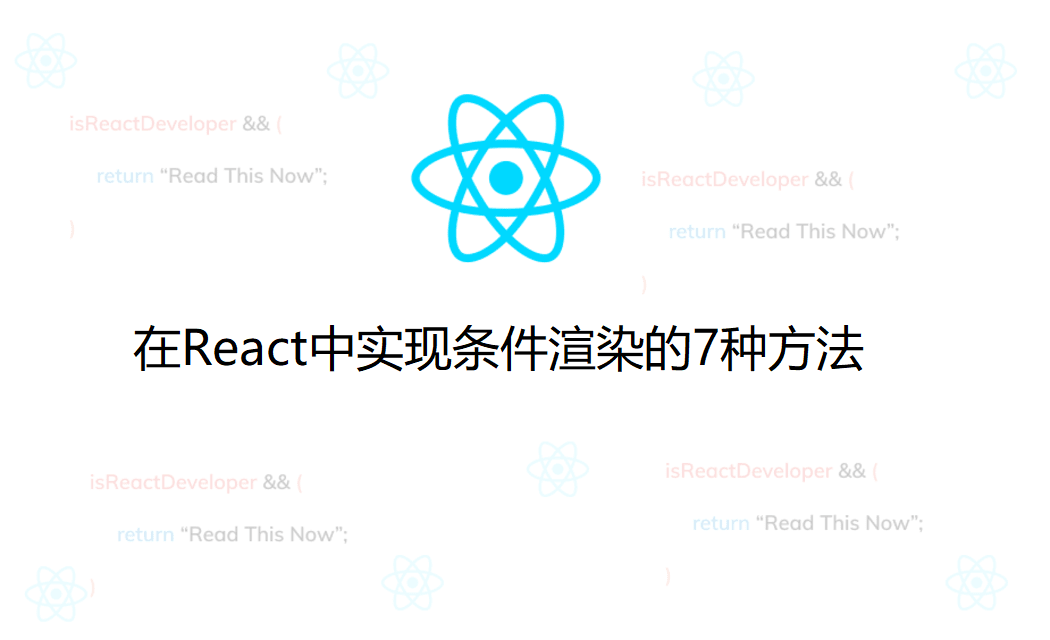 isReactDeveloper && (
return “Read This Now”;
)
isReactDeveloper && (
return “Read This Now”;
)
在React中实现条件渲染的7种方法
isReactDeveloper && (
return “Read This Now”;
)
isReactDeveloper && (
return “Read This Now”;
)